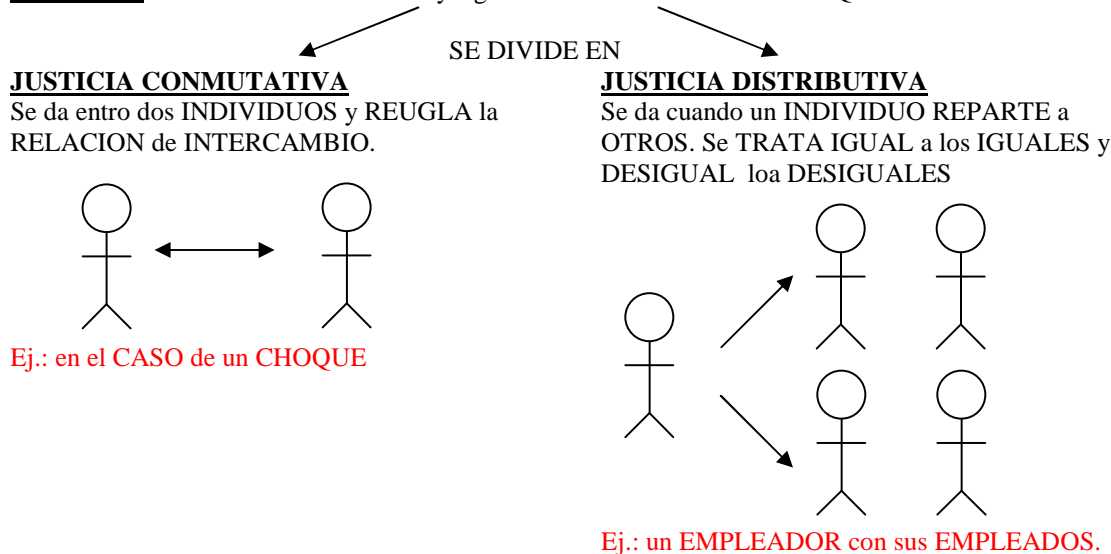 SE DIVIDE EN
JUSTICIA CONMUTATIVA
Se da entro dos INDIVIDUOS y REUGLA la
RELACION de INTERCAMBIO.
Ej.: en el CASO de un CHOQUE
JUSTICIA DISTRIBUTIVA
Se da cuando un INDIVIDUO REPARTE a
OTROS. Se TRATA IGUAL a los IGUALES y
DESIGUAL loa DESIGUALES
Ej.: un EMPLEADOR con sus EMPLEADOS.